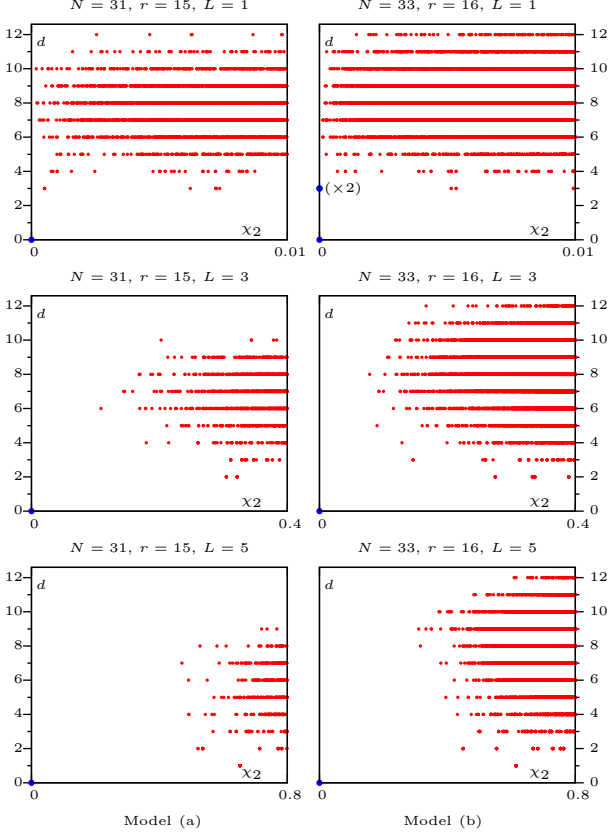 N = 31, r = 15, L = 1
N = 33, r = 16, L = 1
d
d
12
12
10
10
8
8
6
6
4
4
(×2)
2
2
χ2
χ2
0
0
0
0.01
0
0.01
N = 31, r = 15, L = 3
N = 33, r = 16, L = 3
12
12
d
d
10
10
8
8
6
6
4
4
2
2
χ2
χ2
0
0
0
0.4
0
0.4
N = 31, r = 15, L = 5
N = 33, r = 16, L = 5
12
12
d
d
10
10
8
8
6
6
4
4
2
2
χ2
χ2
0
0
0
0.8
0
0.8
Model (a)
Model (b)